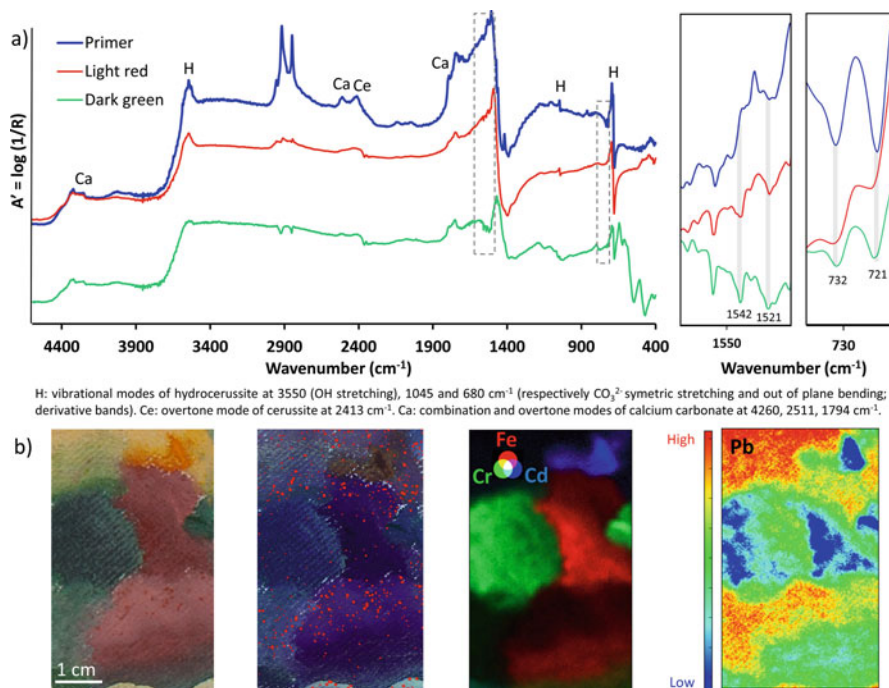 a)
Primer
Light red
Dark green
A' = log (1/R)
Ca
H
Ca
Ce
Ca
H
H
4400 3900 3400 2900 2400 1900 1400 900 400
Wavenumber (cm⁻¹)
732
721
1542
1521
1550
730
Wavenumber (cm⁻¹)
H: vibrational modes of hydrocerussite at 3550 (OH stretching), 1045 and 680 cm⁻¹ (respectively CO₃²⁻ symetric stretching and out of plane bending;
derivative bands). Ce: overtone mode of cerussite at 2413 cm⁻¹. Ca: combination and overtone modes of calcium carbonate at 4260, 2511, 1794 cm⁻¹.
b)
1 cm
Fe
Cr
Cd
High
Low
Pb